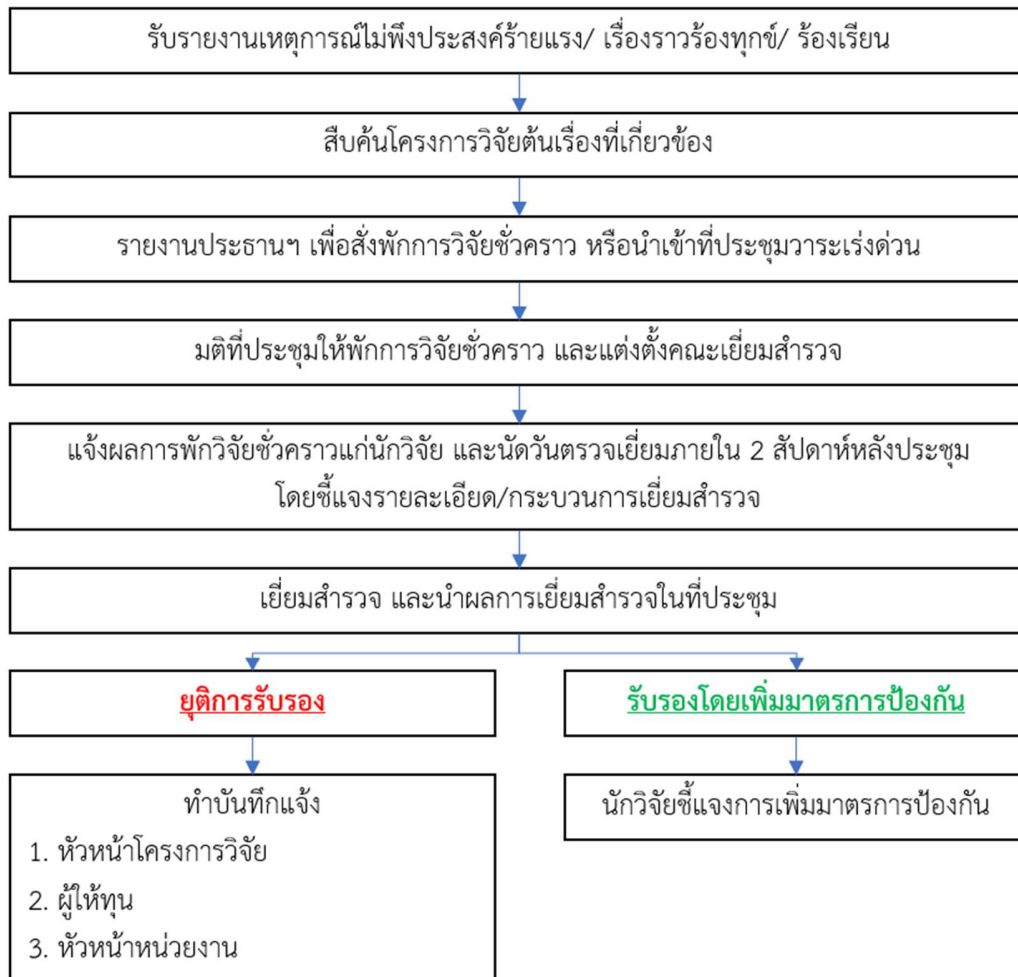 รับรายงานเหตุการณ์ไม่พึงประสงค์ร้ายแรง/ เรื่องราวร้องทุกข์/ ร้องเรียน
สืบค้นโครงการวิจัยต้นเรื่องที่เกี่ยวข้อง
รายงานประธานฯ เพื่อสั่งพักการวิจัยชั่วคราว หรือนำเข้าที่ประชุมวาระเร่งด่วน
มติที่ประชุมให้พักการวิจัยชั่วคราว และแต่งตั้งคณะเยี่ยมสำรวจ
แจ้งผลการพักวิจัยชั่วคราวแก่นักวิจัย และนัดวันตรวจเยี่ยมภายใน 2 สัปดาห์หลังประชุม
โดยชี้แจงรายละเอียด/กระบวนการเยี่ยมสำรวจ
เยี่ยมสำรวจ และนำผลการเยี่ยมสำรวจในที่ประชุม
ยุติการรับรอง
ทำบันทึกแจ้ง
1. หัวหน้าโครงการวิจัย
2. ผู้ให้ทุน
3. หัวหน้าหน่วยงาน
รับรองโดยเพิ่มมาตรการป้องกัน
นักวิจัยชี้แจงการเพิ่มมาตรการป้องกัน